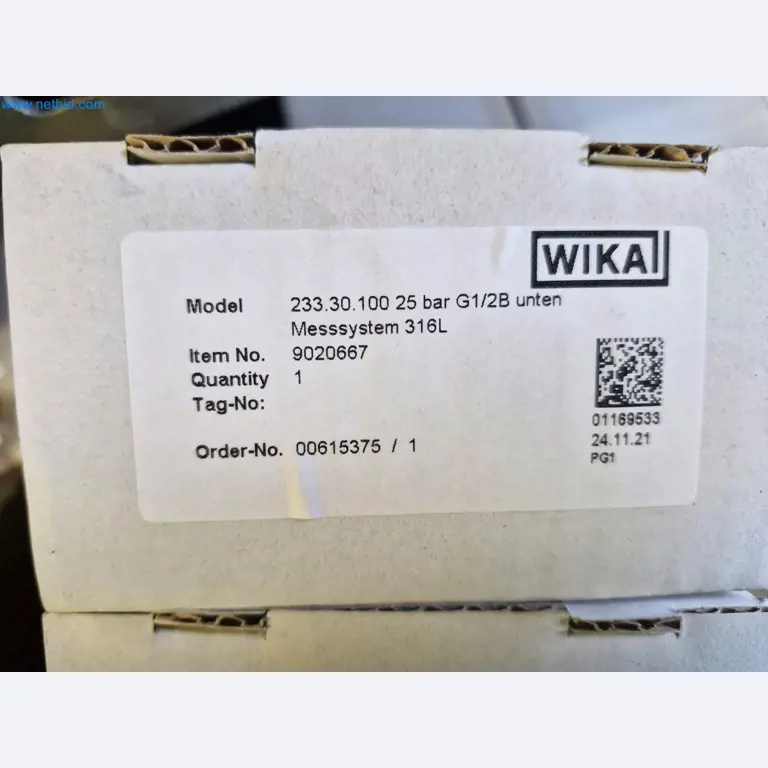 www.netbid.com
WIKA
Model 233.30.100 25 bar G1/2B unten
Messsystem 316L
Item No. 9020667
Quantity 1
Tag-No:
Order-No. 00615375 / 1
01169533
24.11.21
PG1